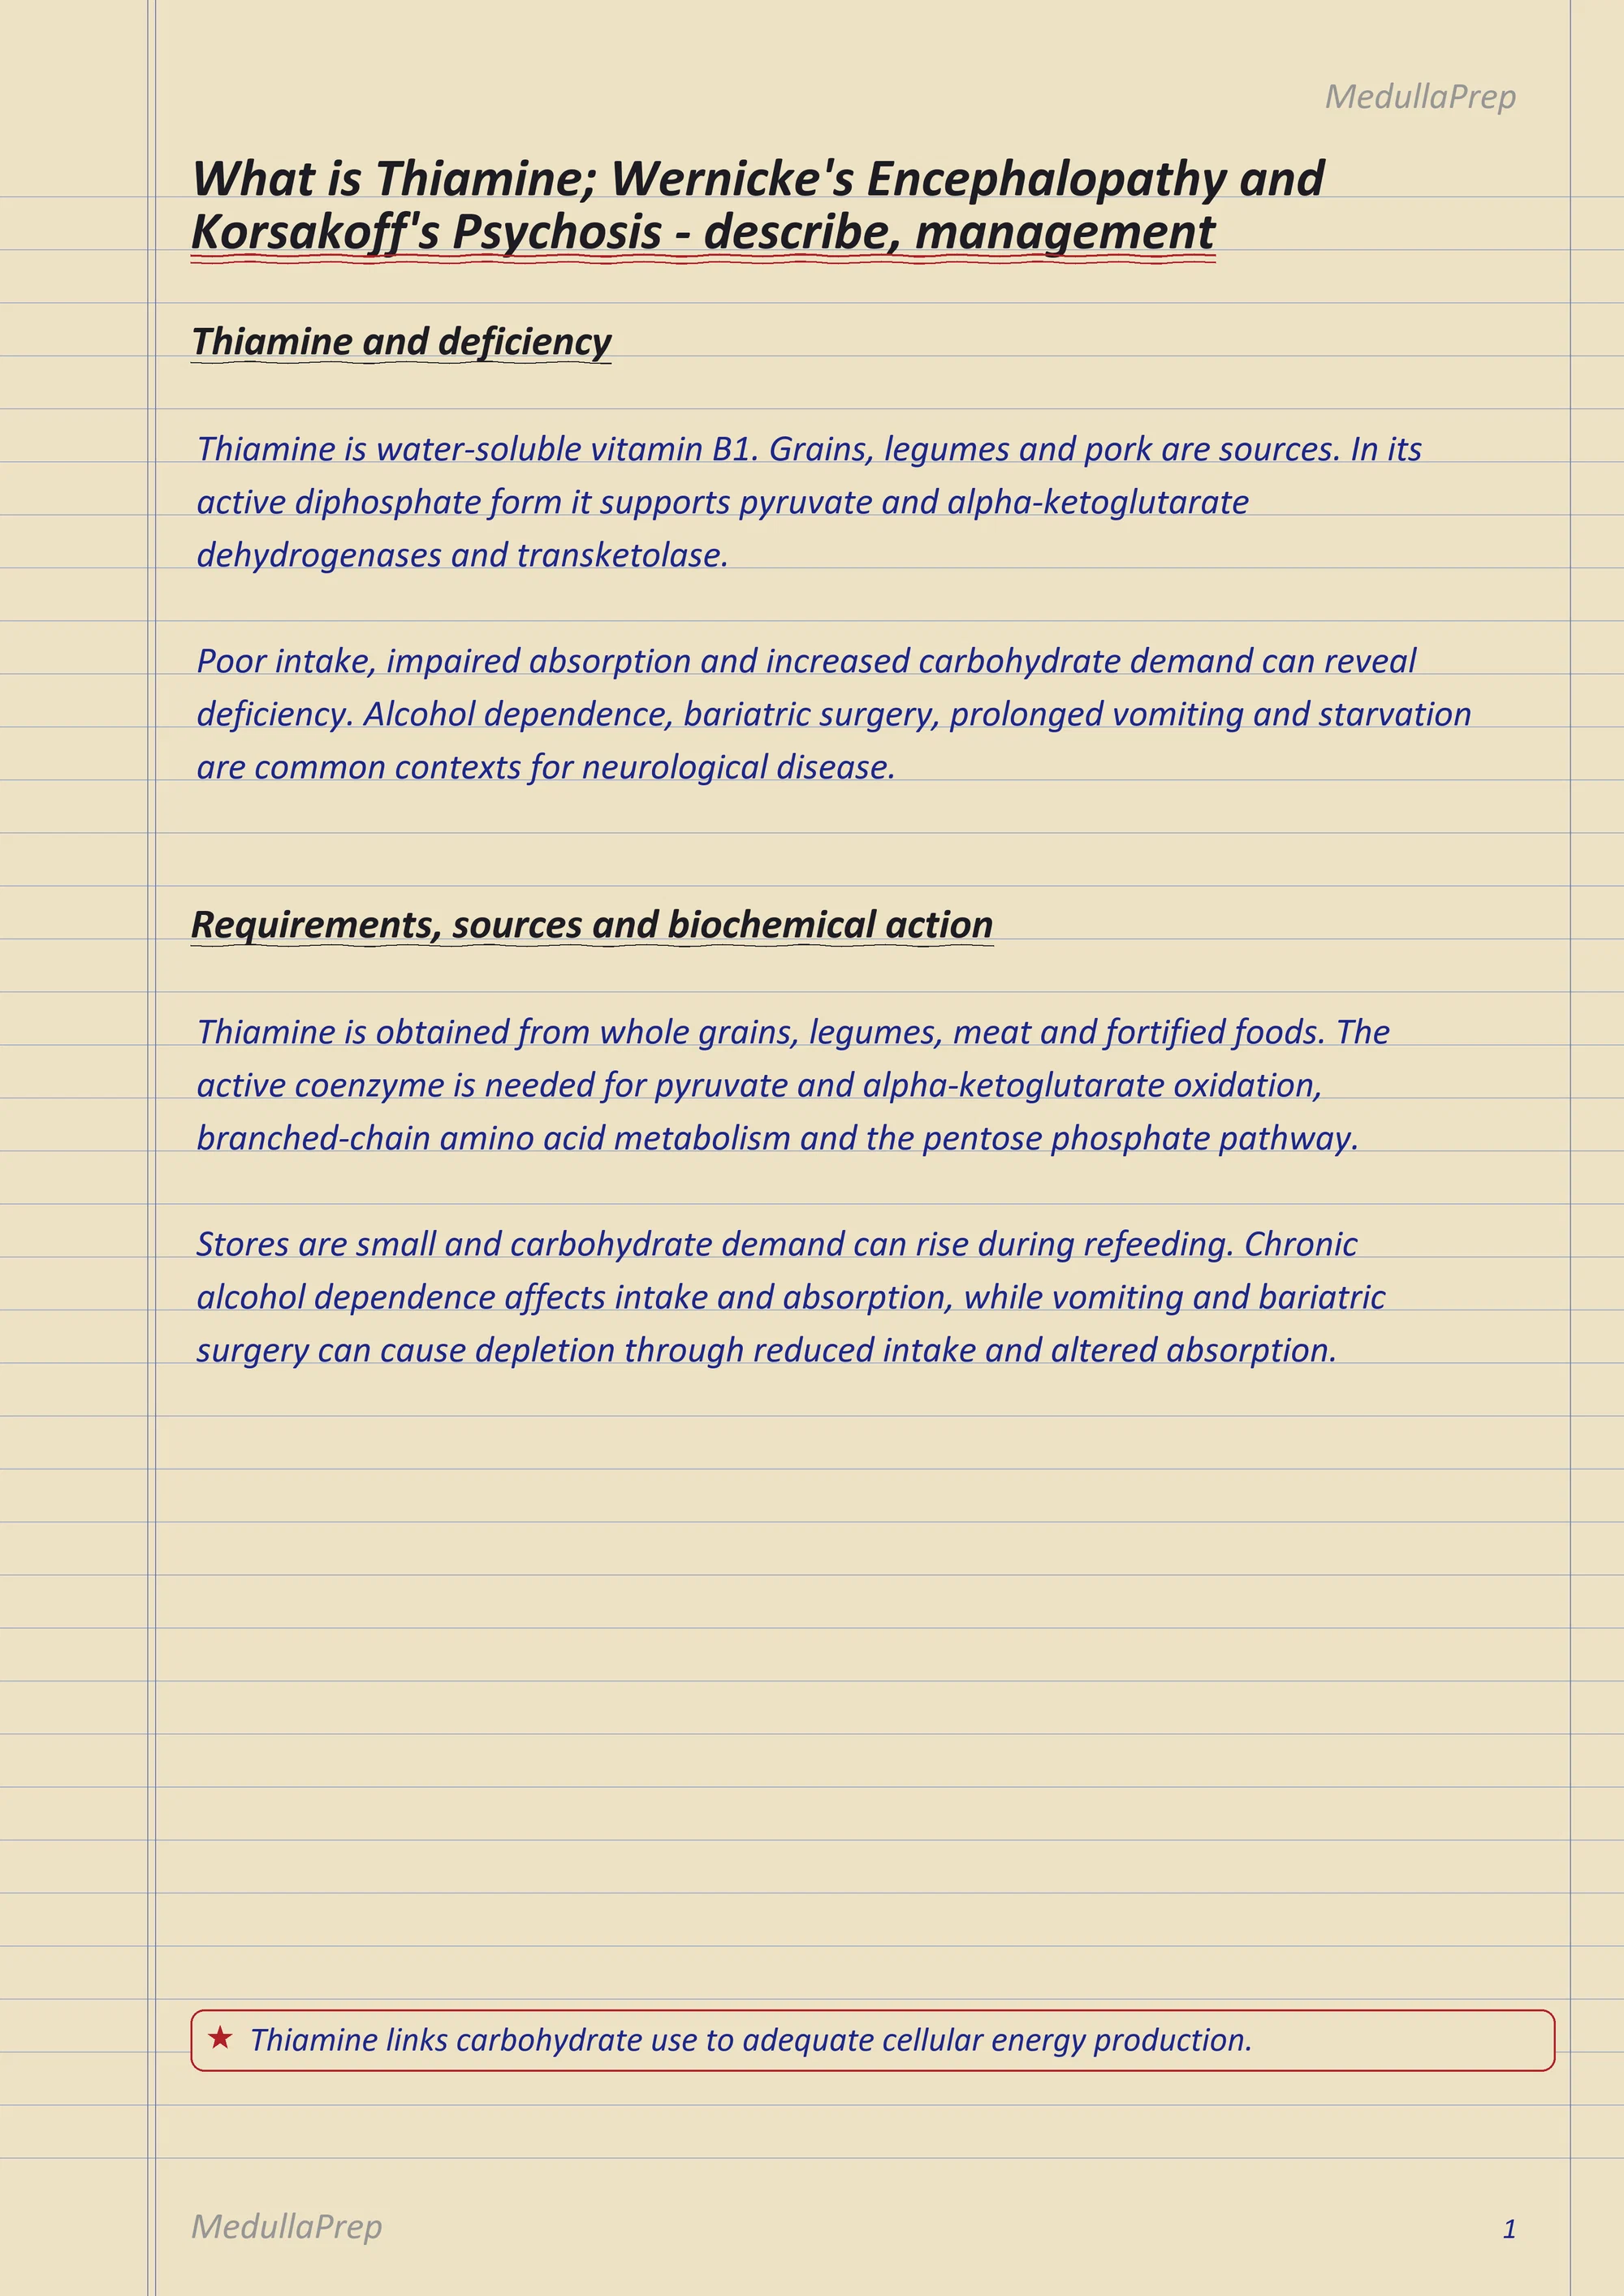 MedullaPrep
What is Thiamine; Wernicke's Encephalopathy and
Korsakoff's Psychosis - describe, management
Thiamine and deficiency
Thiamine is water-soluble vitamin B1. Grains, legumes and pork are sources. In its
active diphosphate form it supports pyruvate and alpha-ketoglutarate
dehydrogenases and transketolase.
Poor intake, impaired absorption and increased carbohydrate demand can reveal
deficiency. Alcohol dependence, bariatric surgery, prolonged vomiting and starvation
are common contexts for neurological disease.
Requirements, sources and biochemical action
Thiamine is obtained from whole grains, legumes, meat and fortified foods. The
active coenzyme is needed for pyruvate and alpha-ketoglutarate oxidation,
branched-chain amino acid metabolism and the pentose phosphate pathway.
Stores are small and carbohydrate demand can rise during refeeding. Chronic
alcohol dependence affects intake and absorption, while vomiting and bariatric
surgery can cause depletion through reduced intake and altered absorption.
★ Thiamine links carbohydrate use to adequate cellular energy production.
MedullaPrep
1